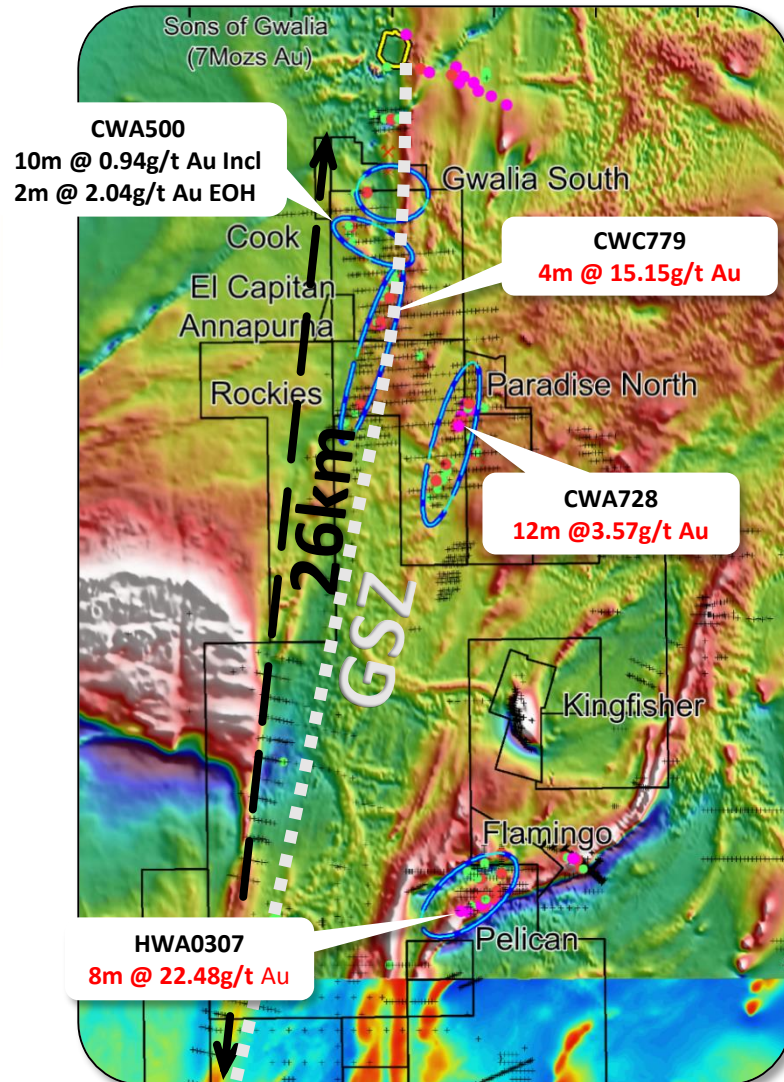 Sons of Gwalia
(7Mozs Au)
CWA500
10m @ 0.94g/t Au Incl
2m @ 2.04g/t Au EOH
Gwalia South
Cook
CWC779
4m @ 15.15g/t Au
El Capitan
Annapurna
Rockies
Paradise North
CWA728
12m @3.57g/t Au
26km
GSZ
Kingfisher
Flamingo
Pelican
HWA0307
8m @ 22.48g/t Au